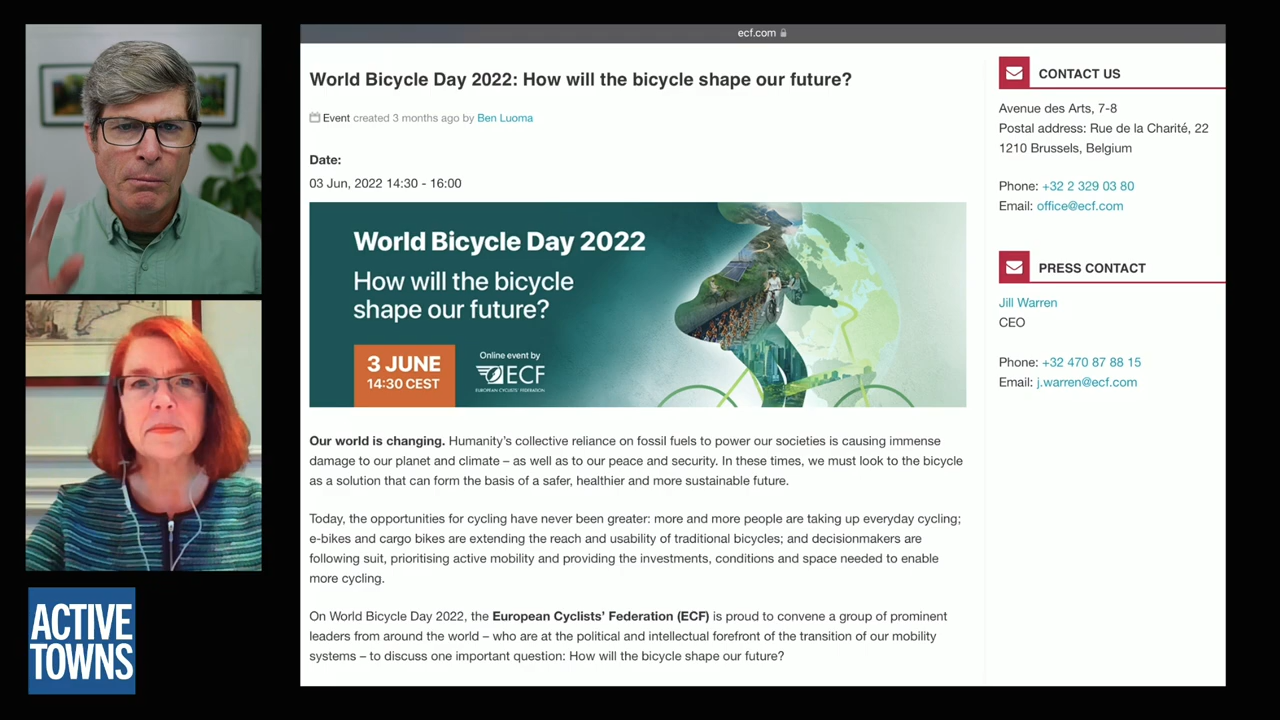 ecf.com
World Bicycle Day 2022: How will the bicycle shape our future?
Event created 3 months ago by Ben Luoma
Date:
03 Jun, 2022 14:30 - 16:00
World Bicycle Day 2022
How will the bicycle
shape our future?
3 JUNE
14:30 CEST
Online event by
ECF
EUROPEAN CYCLISTS' FEDERATION
Our world is changing. Humanity's collective reliance on fossil fuels to power our societies is causing immense
damage to our planet and climate – as well as to our peace and security. In these times, we must look to the bicycle
as a solution that can form the basis of a safer, healthier and more sustainable future.
Today, the opportunities for cycling have never been greater: more and more people are taking up everyday cycling;
e-bikes and cargo bikes are extending the reach and usability of traditional bicycles; and decisionmakers are
following suit, prioritising active mobility and providing the investments, conditions and space needed to enable
more cycling.
On World Bicycle Day 2022, the European Cyclists' Federation (ECF) is proud to convene a group of prominent
leaders from around the world – who are at the political and intellectual forefront of the transition of our mobility
systems – to discuss one important question: How will the bicycle shape our future?
CONTACT US
Avenue des Arts, 7-8
Postal address: Rue de la Charité, 22
1210 Brussels, Belgium
Phone: +32 2 329 03 80
Email: office@ecf.com
PRESS CONTACT
Jill Warren
CEO
Phone: +32 470 87 88 15
Email: j.warren@ecf.com
ACTIVE
TOWNS